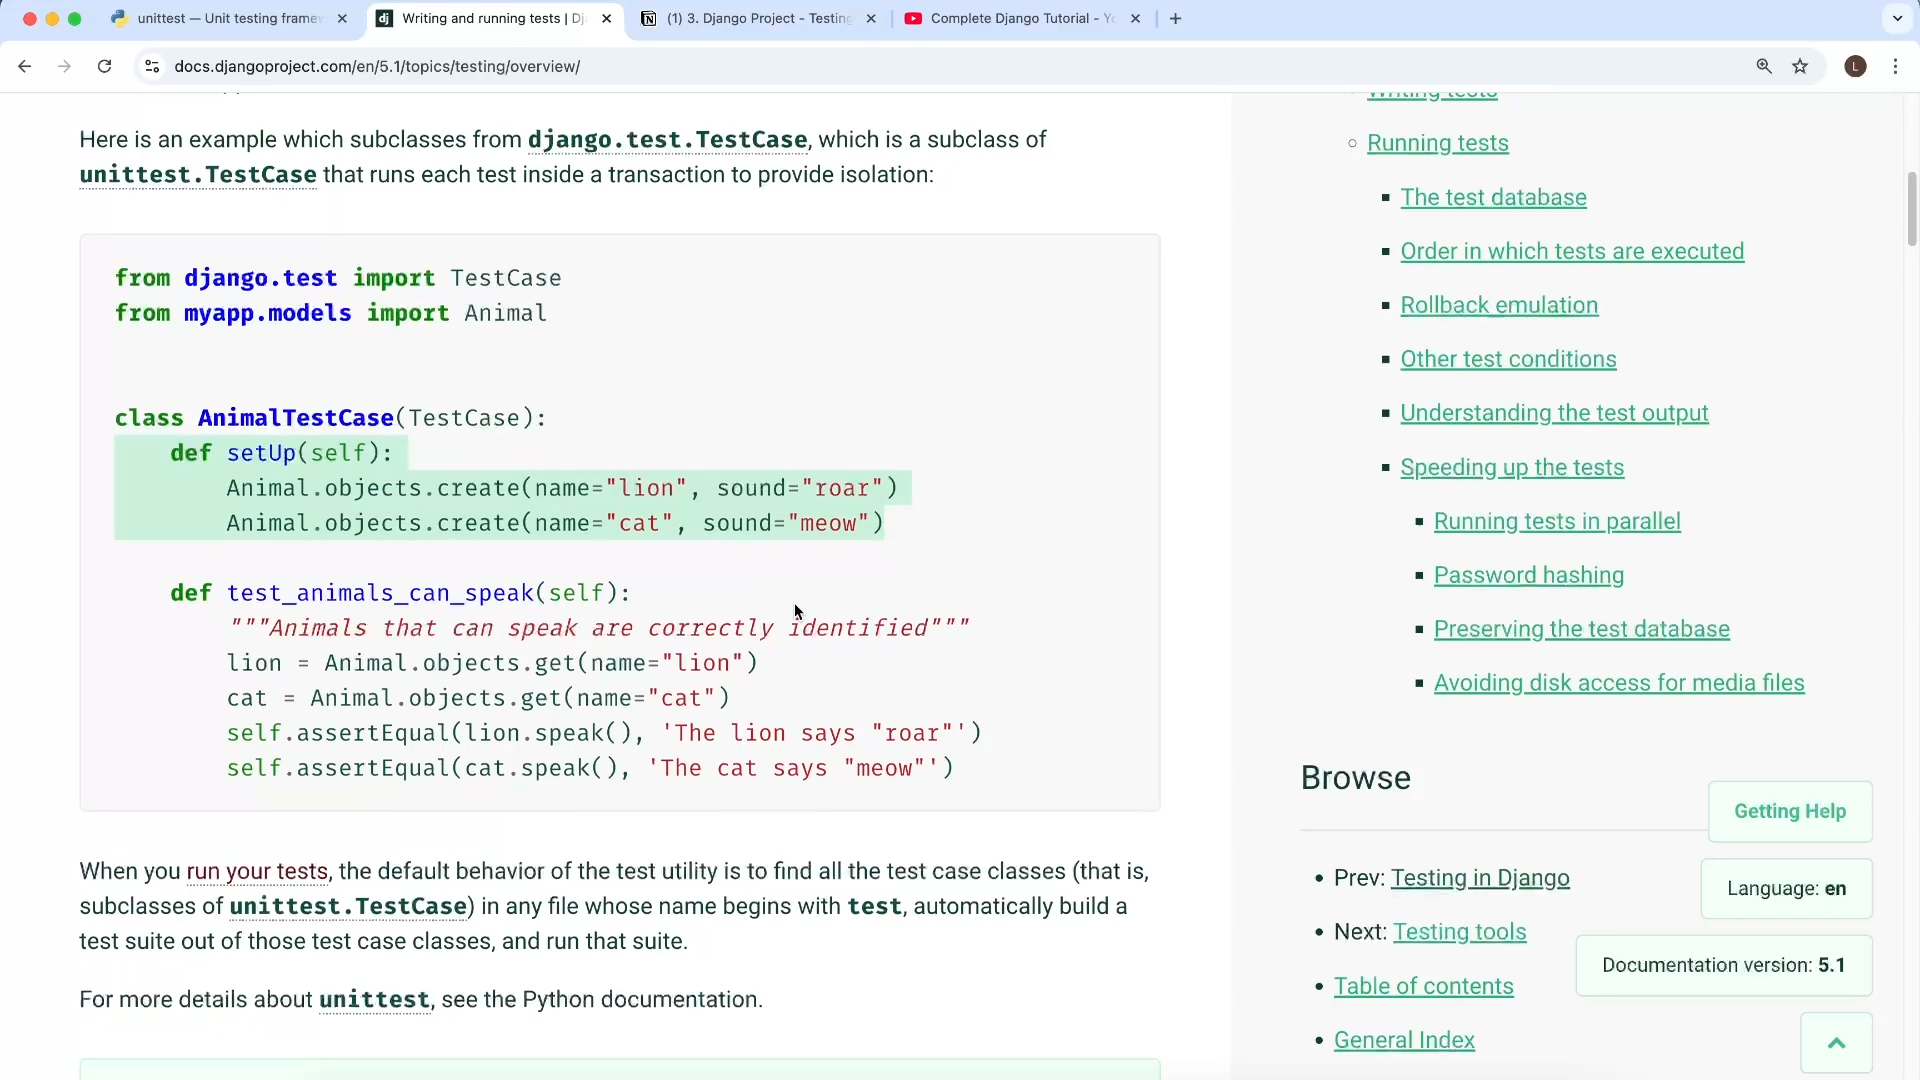 unittest — Unit testing frame
Writing and running tests | Dj
(1) 3. Django Project - Testing
Complete Django Tutorial - Yo
docs.djangoproject.com/en/5.1/topics/testing/overview/
L
Here is an example which subclasses from django.test.TestCase, which is a subclass of
unittest.TestCase that runs each test inside a transaction to provide isolation:
from django.test import TestCase
from myapp.models import Animal
class AnimalTestCase(TestCase):
def setUp(self):
Animal.objects.create(name="lion", sound="roar")
Animal.objects.create(name="cat", sound="meow")
def test_animals_can_speak(self):
"""Animals that can speak are correctly identified"""
lion = Animal.objects.get(name="lion")
cat = Animal.objects.get(name="cat")
self.assertEqual(lion.speak(), 'The lion says "roar"')
self.assertEqual(cat.speak(), 'The cat says "meow"')
When you run your tests, the default behavior of the test utility is to find all the test case classes (that is,
subclasses of unittest.TestCase) in any file whose name begins with test, automatically build a
test suite out of those test case classes, and run that suite.
For more details about unittest, see the Python documentation.
Writing tests
Running tests
The test database
Order in which tests are executed
Rollback emulation
Other test conditions
Understanding the test output
Speeding up the tests
Running tests in parallel
Password hashing
Preserving the test database
Avoiding disk access for media files
Browse
Prev: Testing in Django
Next: Testing tools
Table of contents
General Index
Getting Help
Language: en
Documentation version: 5.1